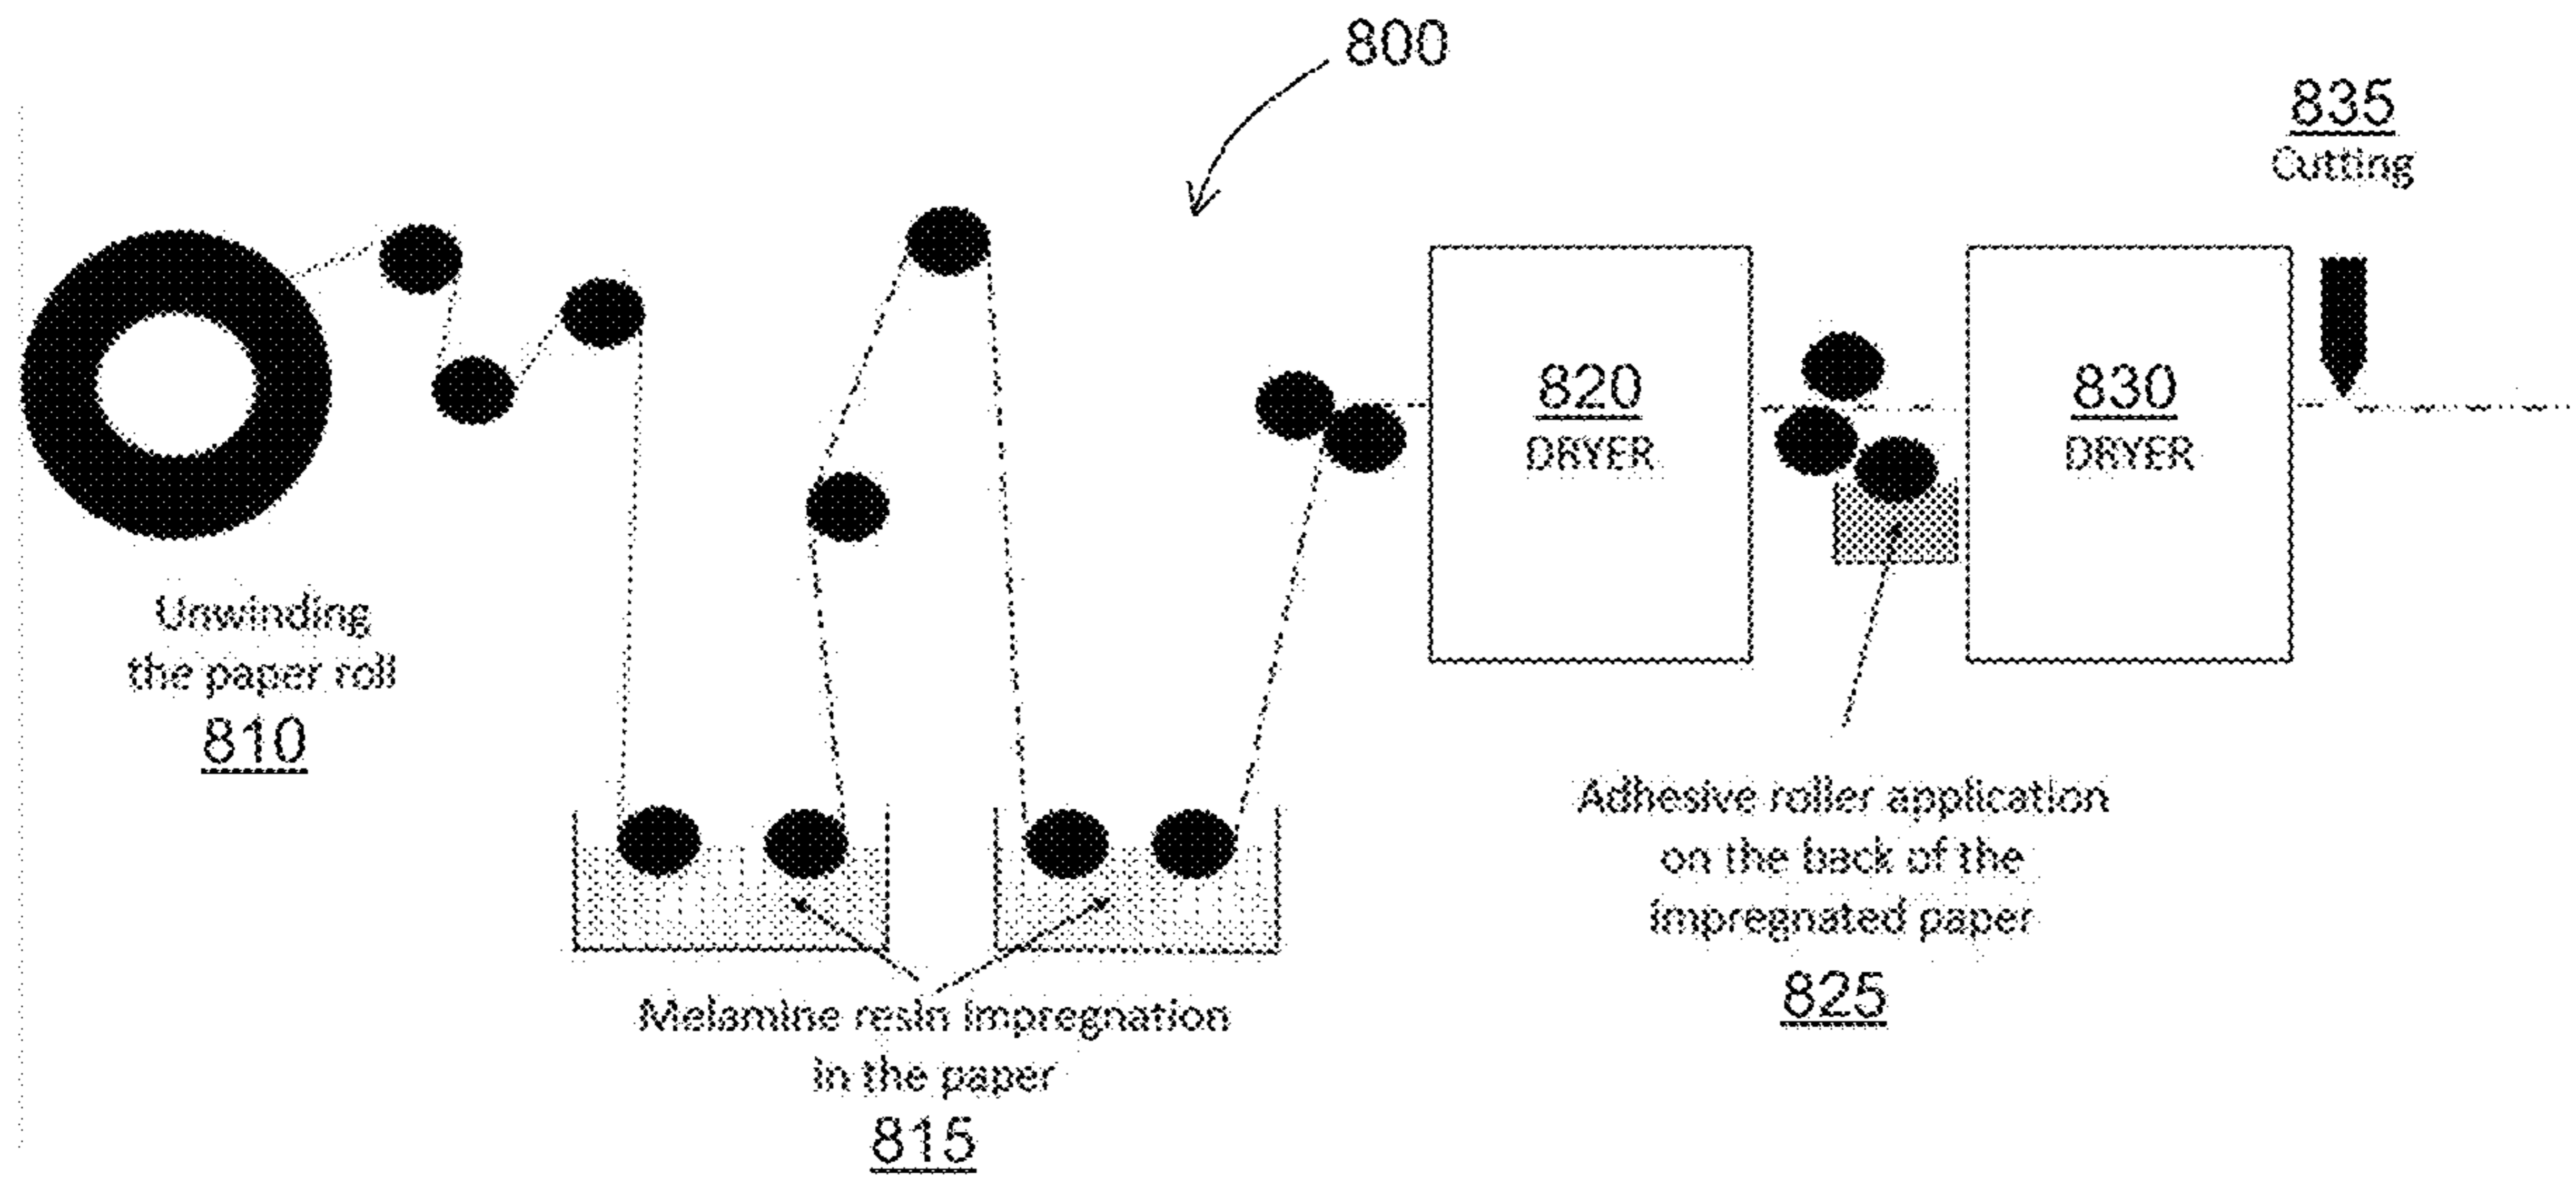 800
835
Cutting
820
DRYER
830
DRYER
Unwinding
the paper roll
810
Adhesive roller application
on the back of the
impregnated paper
825
Melamine resin impregnation
in the paper
815